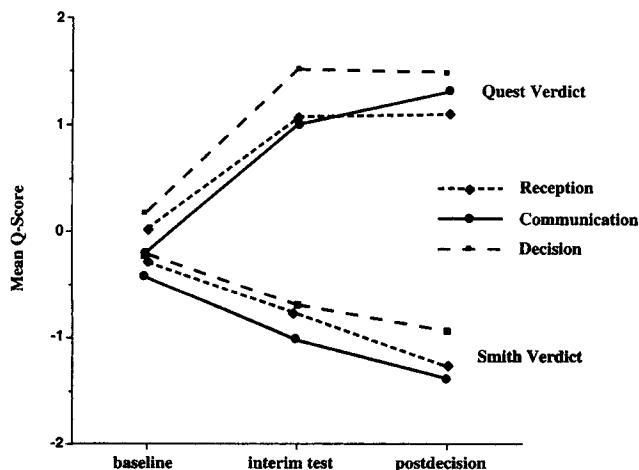 2
1
0
-1
-2
Mean Q-Score
Quest Verdict
Reception
Communication
Decision
Smith Verdict
baseline interim test postdecision